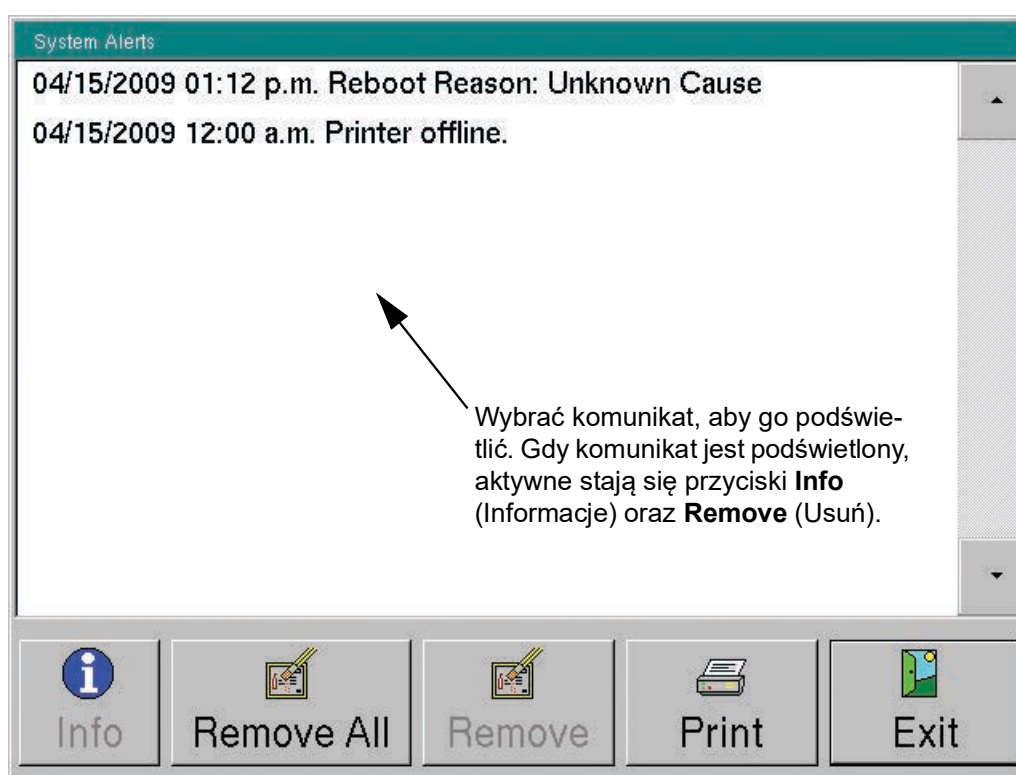 System Alerts
04/15/2009 01:12 p.m. Reboot Reason: Unknown Cause
04/15/2009 12:00 a.m. Printer offline.
Wybrać komunikat, aby go podświe-
tlić. Gdy komunikat jest podświetlony,
aktywne stają się przyciski Info
(Informacje) oraz Remove (Usuń).
Info
Remove All
Remove
Print
Exit